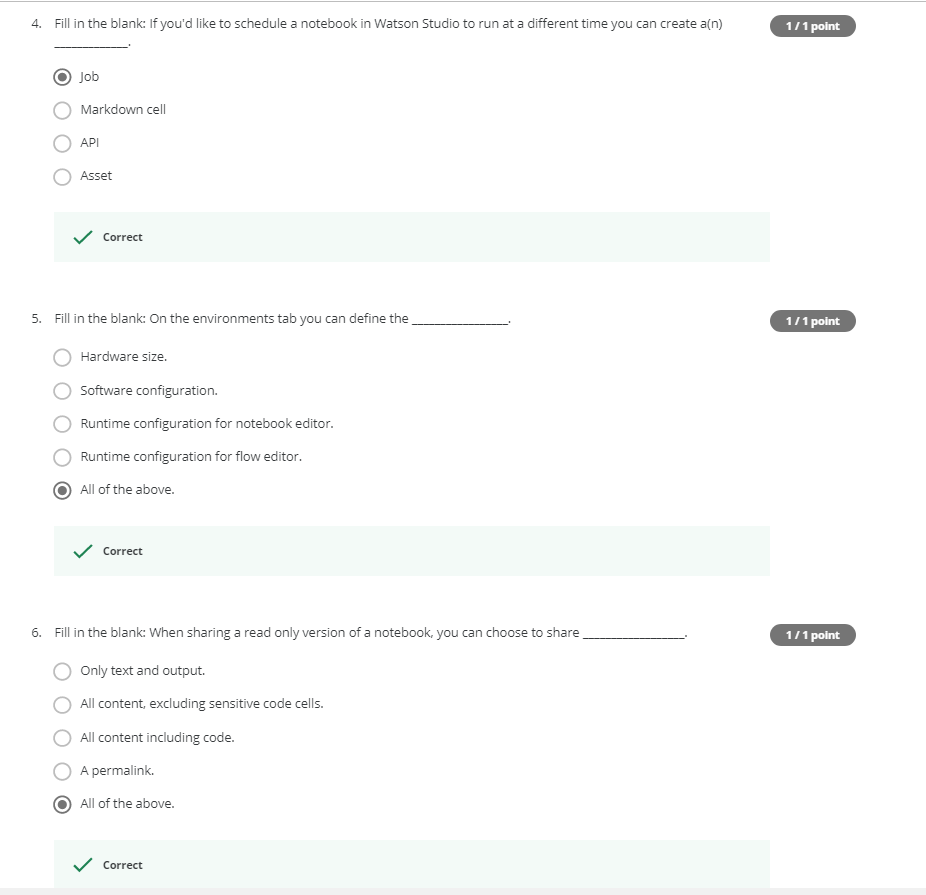 4. Fill in the blank: If you'd like to schedule a notebook in Watson Studio to run at a different time you can create a(n) 1 / 1 point
_____________.
Job
Markdown cell
API
Asset
Correct
5. Fill in the blank: On the environments tab you can define the ________________. 1 / 1 point
Hardware size.
Software configuration.
Runtime configuration for notebook editor.
Runtime configuration for flow editor.
All of the above.
Correct
6. Fill in the blank: When sharing a read only version of a notebook, you can choose to share _________________. 1 / 1 point
Only text and output.
All content, excluding sensitive code cells.
All content including code.
A permalink.
All of the above.
Correct